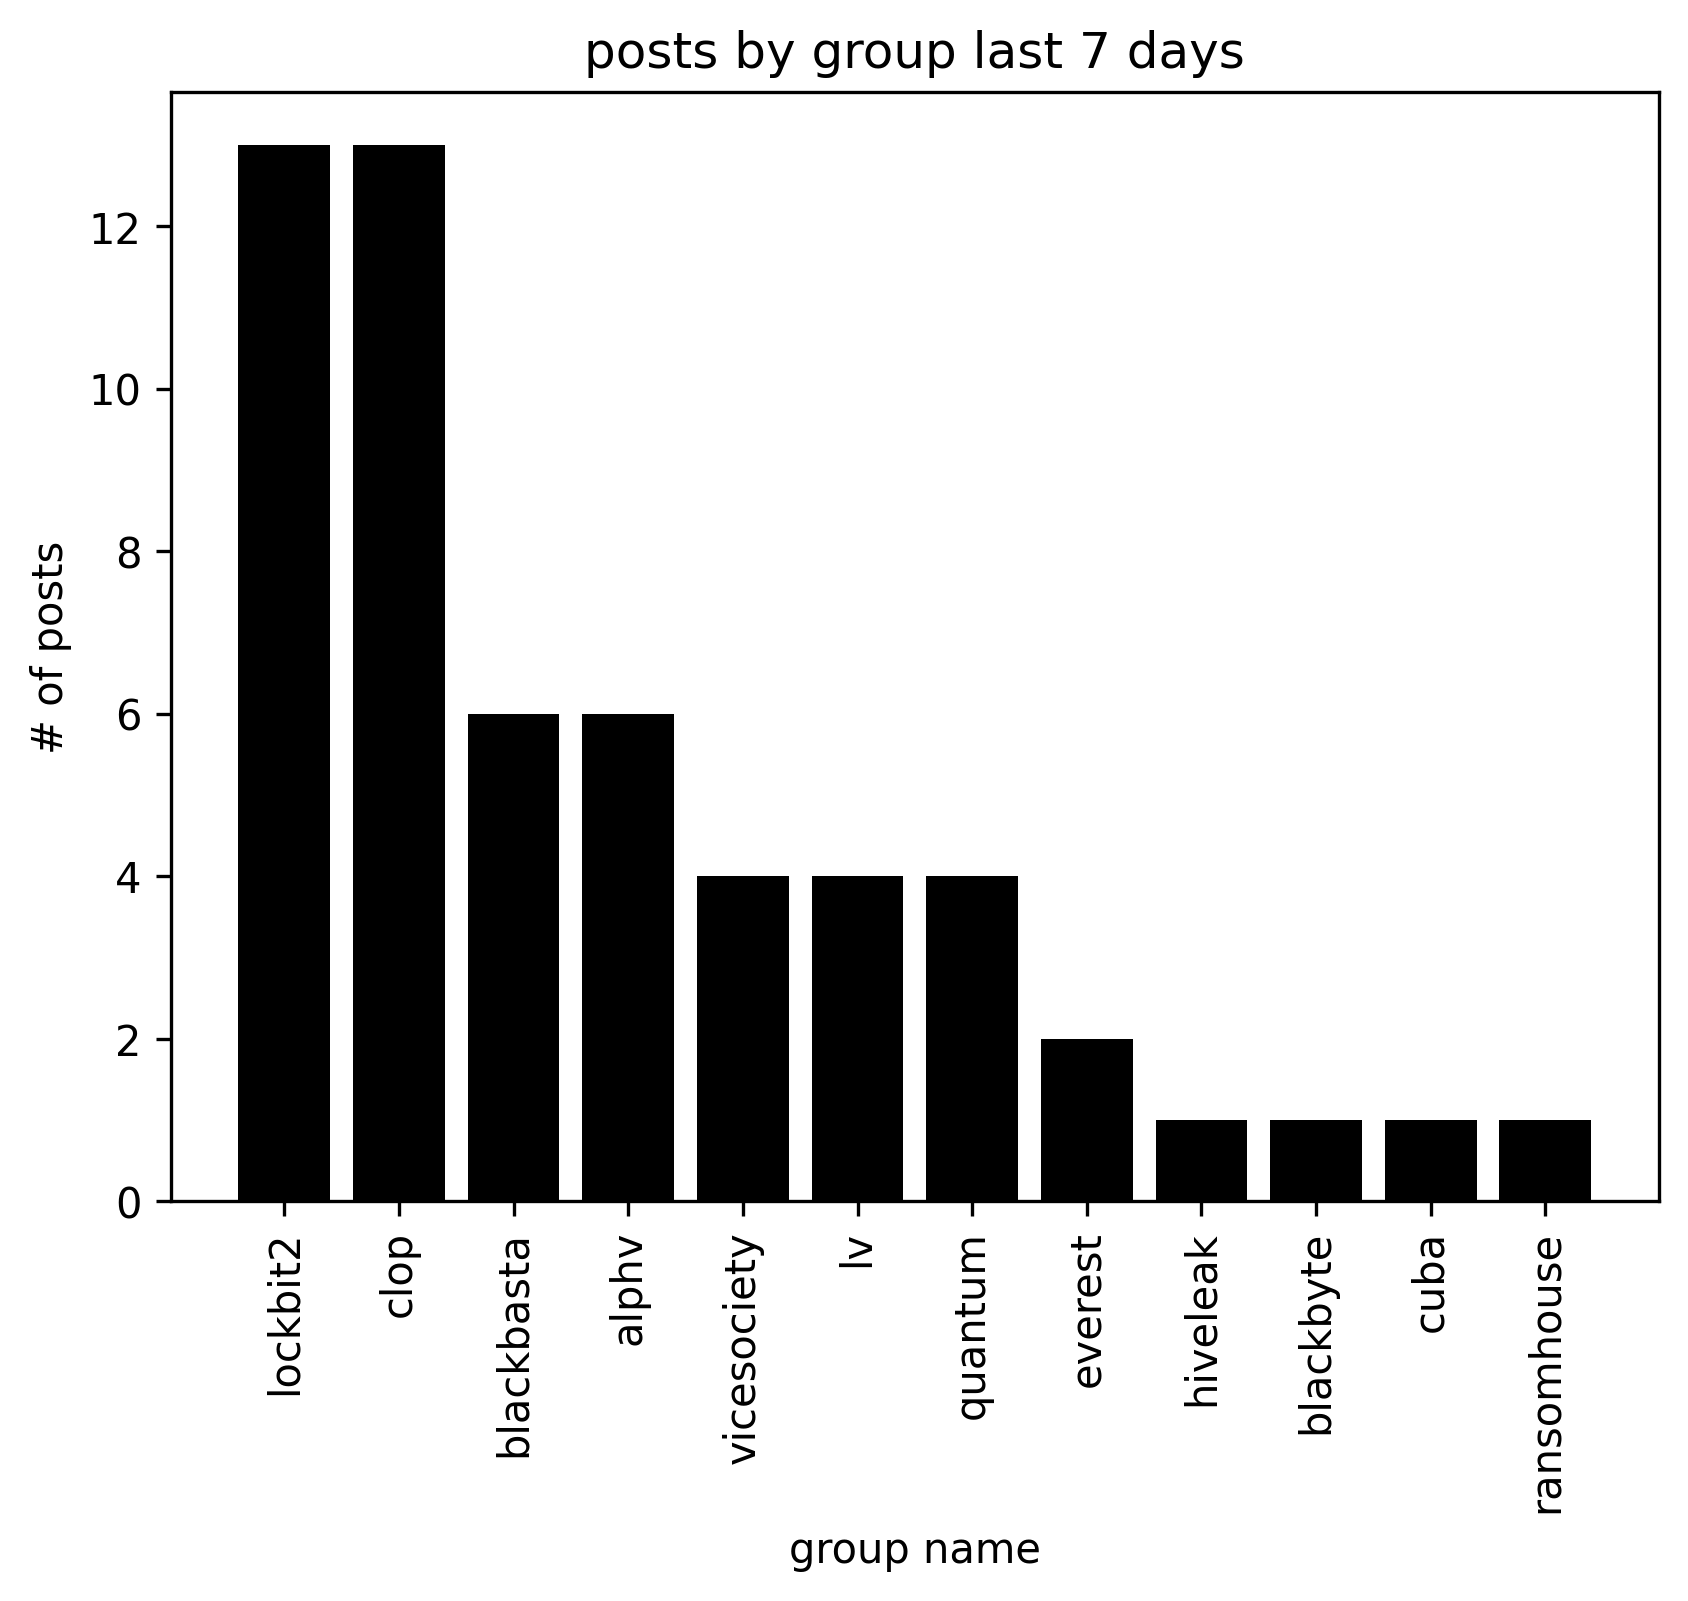 posts by group last 7 days
# of posts
12
10
8
6
4
2
0
lockbit2
clop
blackbasta
alphv
vicesociety
lv
quantum
everest
hiveleak
blackbyte
cuba
ransomhouse
group name